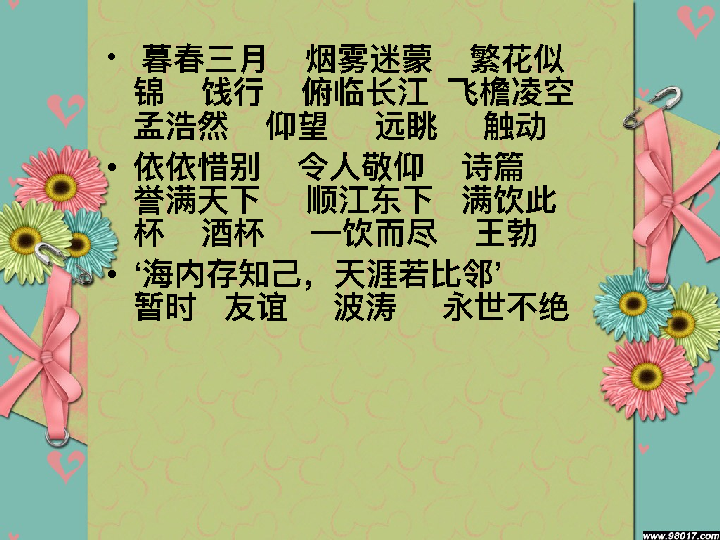 • 暮春三月 烟雾迷蒙 繁花似
锦 饯行 俯临长江 飞檐凌空
孟浩然 仰望 远眺 触动
• 依依惜别 令人敬仰 诗篇
誉满天下 顺江东下 满饮此
杯 酒杯 一饮而尽 王勃
• ‘海内存知己，天涯若比邻’
暂时 友谊 波涛 永世不绝
www.98017.com